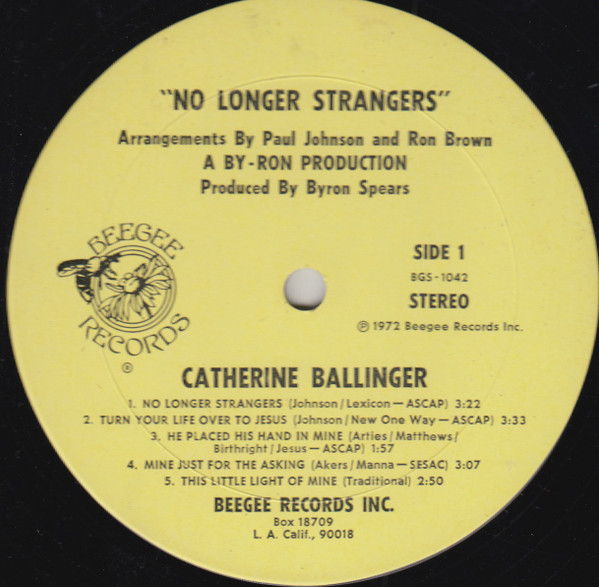 "NO LONGER STRANGERS"
Arrangements By Paul Johnson and Ron Brown
A BY-RON PRODUCTION
Produced By Byron Spears
BEEGEE
RECORDS
®
SIDE 1
BGS-1042
STEREO
℗ 1972 Beegee Records Inc.
CATHERINE BALLINGER
1. NO LONGER STRANGERS (Johnson/Lexicon—ASCAP) 3:22
2. TURN YOUR LIFE OVER TO JESUS (Johnson/New One Way—ASCAP) 3:33
3. HE PLACED HIS HAND IN MINE (Arties/Matthews/
Birthright/Jesus—ASCAP) 1:57
4. MINE JUST FOR THE ASKING (Akers/Manna—SESAC) 3:07
5. THIS LITTLE LIGHT OF MINE (Traditional) 2:50
BEEGEE RECORDS INC.
Box 18709
L. A. Calif., 90018